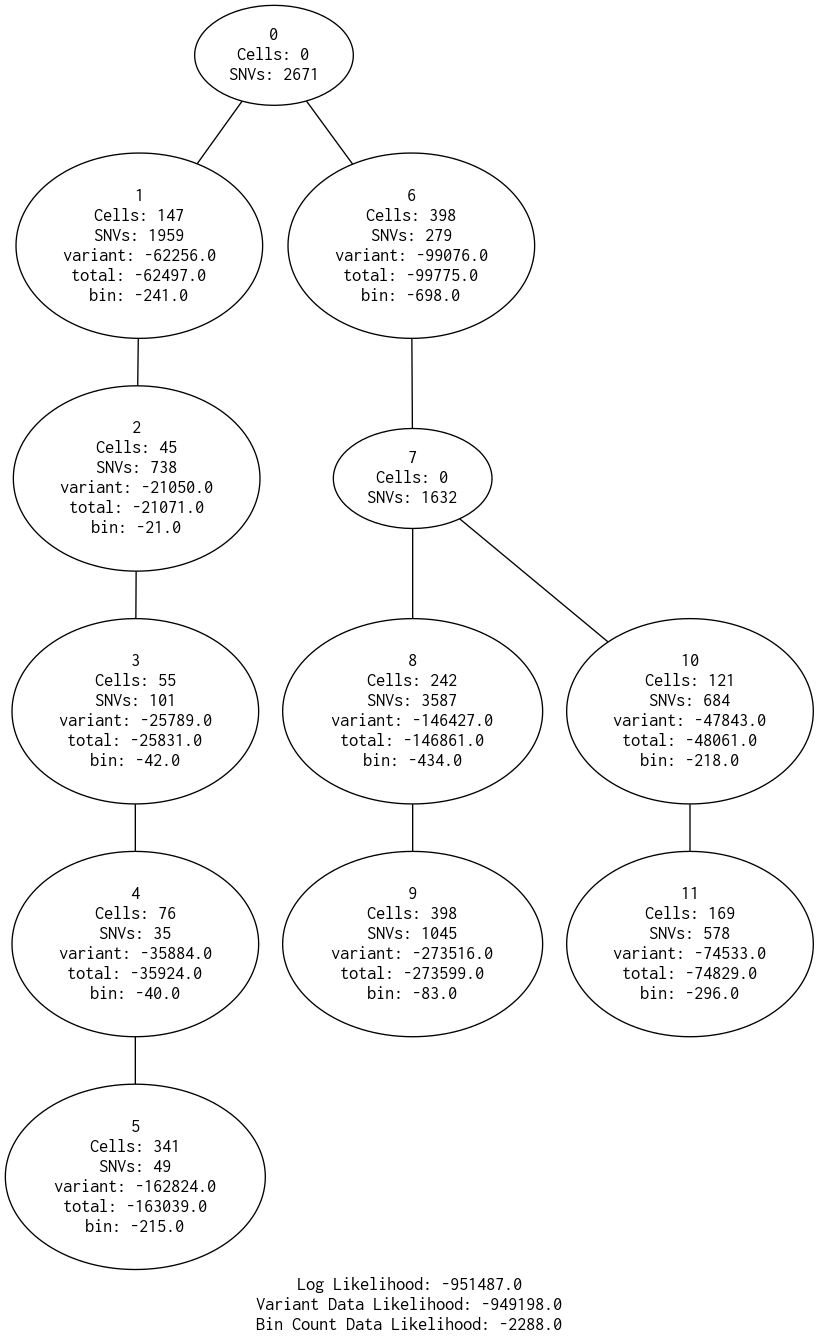 0
Cells: 0
SNVs: 2671
1
Cells: 147
SNVs: 1959
variant: -62256.0
total: -62497.0
bin: -241.0
6
Cells: 398
SNVs: 279
variant: -99076.0
total: -99775.0
bin: -698.0
2
Cells: 45
SNVs: 738
variant: -21050.0
total: -21071.0
bin: -21.0
7
Cells: 0
SNVs: 1632
3
Cells: 55
SNVs: 101
variant: -25789.0
total: -25831.0
bin: -42.0
8
Cells: 242
SNVs: 3587
variant: -146427.0
total: -146861.0
bin: -434.0
10
Cells: 121
SNVs: 684
variant: -47843.0
total: -48061.0
bin: -218.0
4
Cells: 76
SNVs: 35
variant: -35884.0
total: -35924.0
bin: -40.0
9
Cells: 398
SNVs: 1045
variant: -273516.0
total: -273599.0
bin: -83.0
11
Cells: 169
SNVs: 578
variant: -74533.0
total: -74829.0
bin: -296.0
5
Cells: 341
SNVs: 49
variant: -162824.0
total: -163039.0
bin: -215.0
Log Likelihood: -951487.0
Variant Data Likelihood: -949198.0
Bin Count Data Likelihood: -2288.0